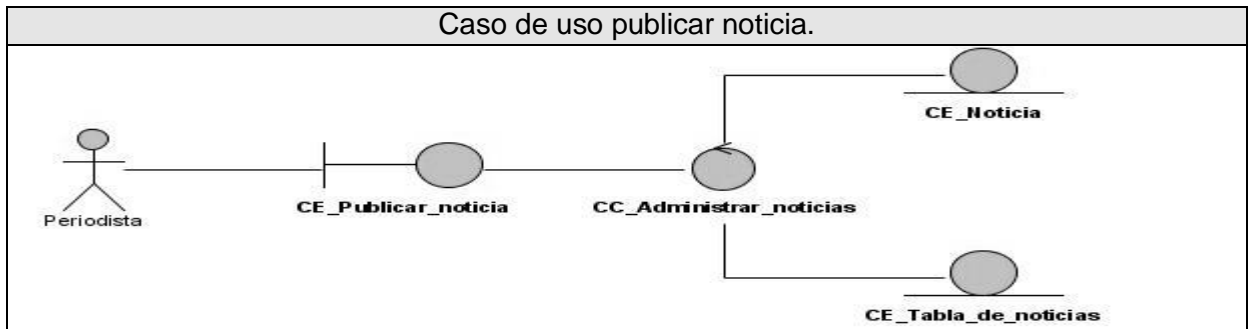 Caso de uso publicar noticia.
CE_Noticia
Periodista
CE_Publicar_noticia
CC_Administrar_noticias
CE_Tabla_de_noticias